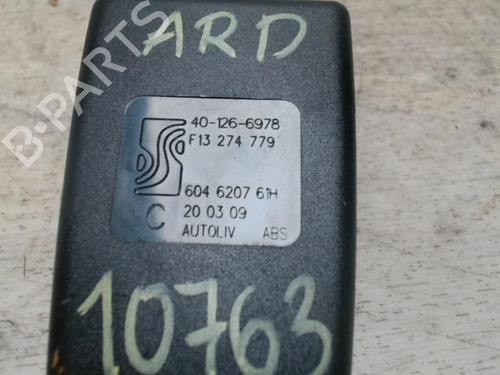 ARD
40-126-6978
F13 274 779
604 6207 61H
C 20 03 09
AUTOLIV ABS
10763
B-PARTS